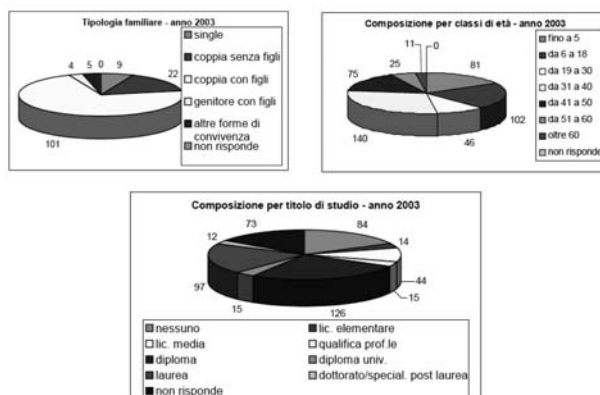 Tipologia familiare - anno 2003
4
5
0
9
22
101
single
coppia senza figli
coppia con figli
genitore con figli
altre forme di
convivenza
non risponde
Composizione per classi di età - anno 2003
11
0
25
81
75
102
140
46
fino a 5
da 6 a 18
da 19 a 30
da 31 a 40
da 41 a 50
da 51 a 60
oltre 60
non risponde
Composizione per titolo di studio - anno 2003
73
84
12
14
44
97
15
15
126
nessuno
lic. elementare
lic. media
qualifica prof.le
diploma
diploma univ.
laurea
dottorato/special. post laurea
non risponde